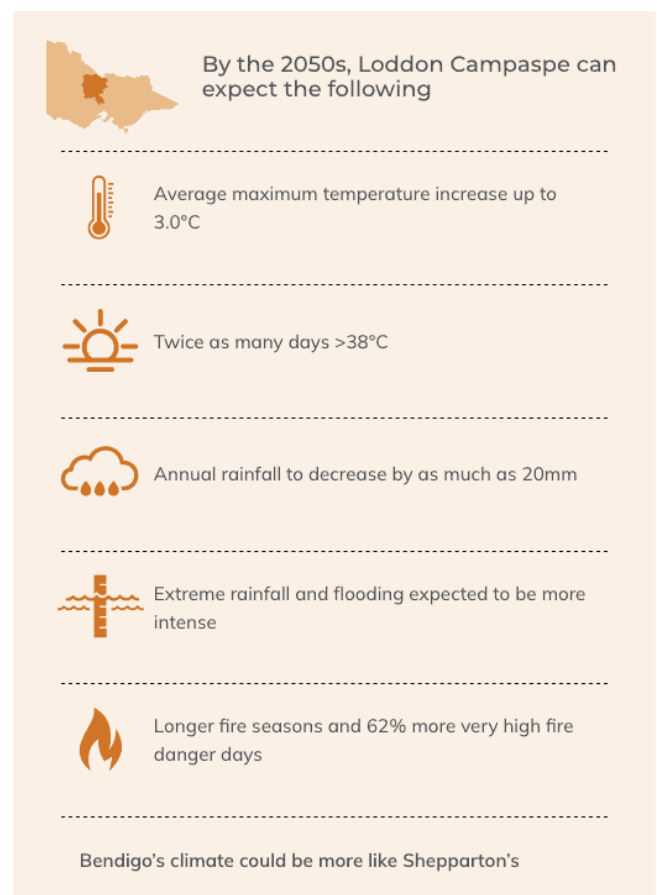 By the 2050s, Loddon Campaspe can
expect the following
Average maximum temperature increase up to
3.0°C
Twice as many days >38°C
Annual rainfall to decrease by as much as 20mm
Extreme rainfall and flooding expected to be more
intense
Longer fire seasons and 62% more very high fire
danger days
Bendigo’s climate could be more like Shepparton’s